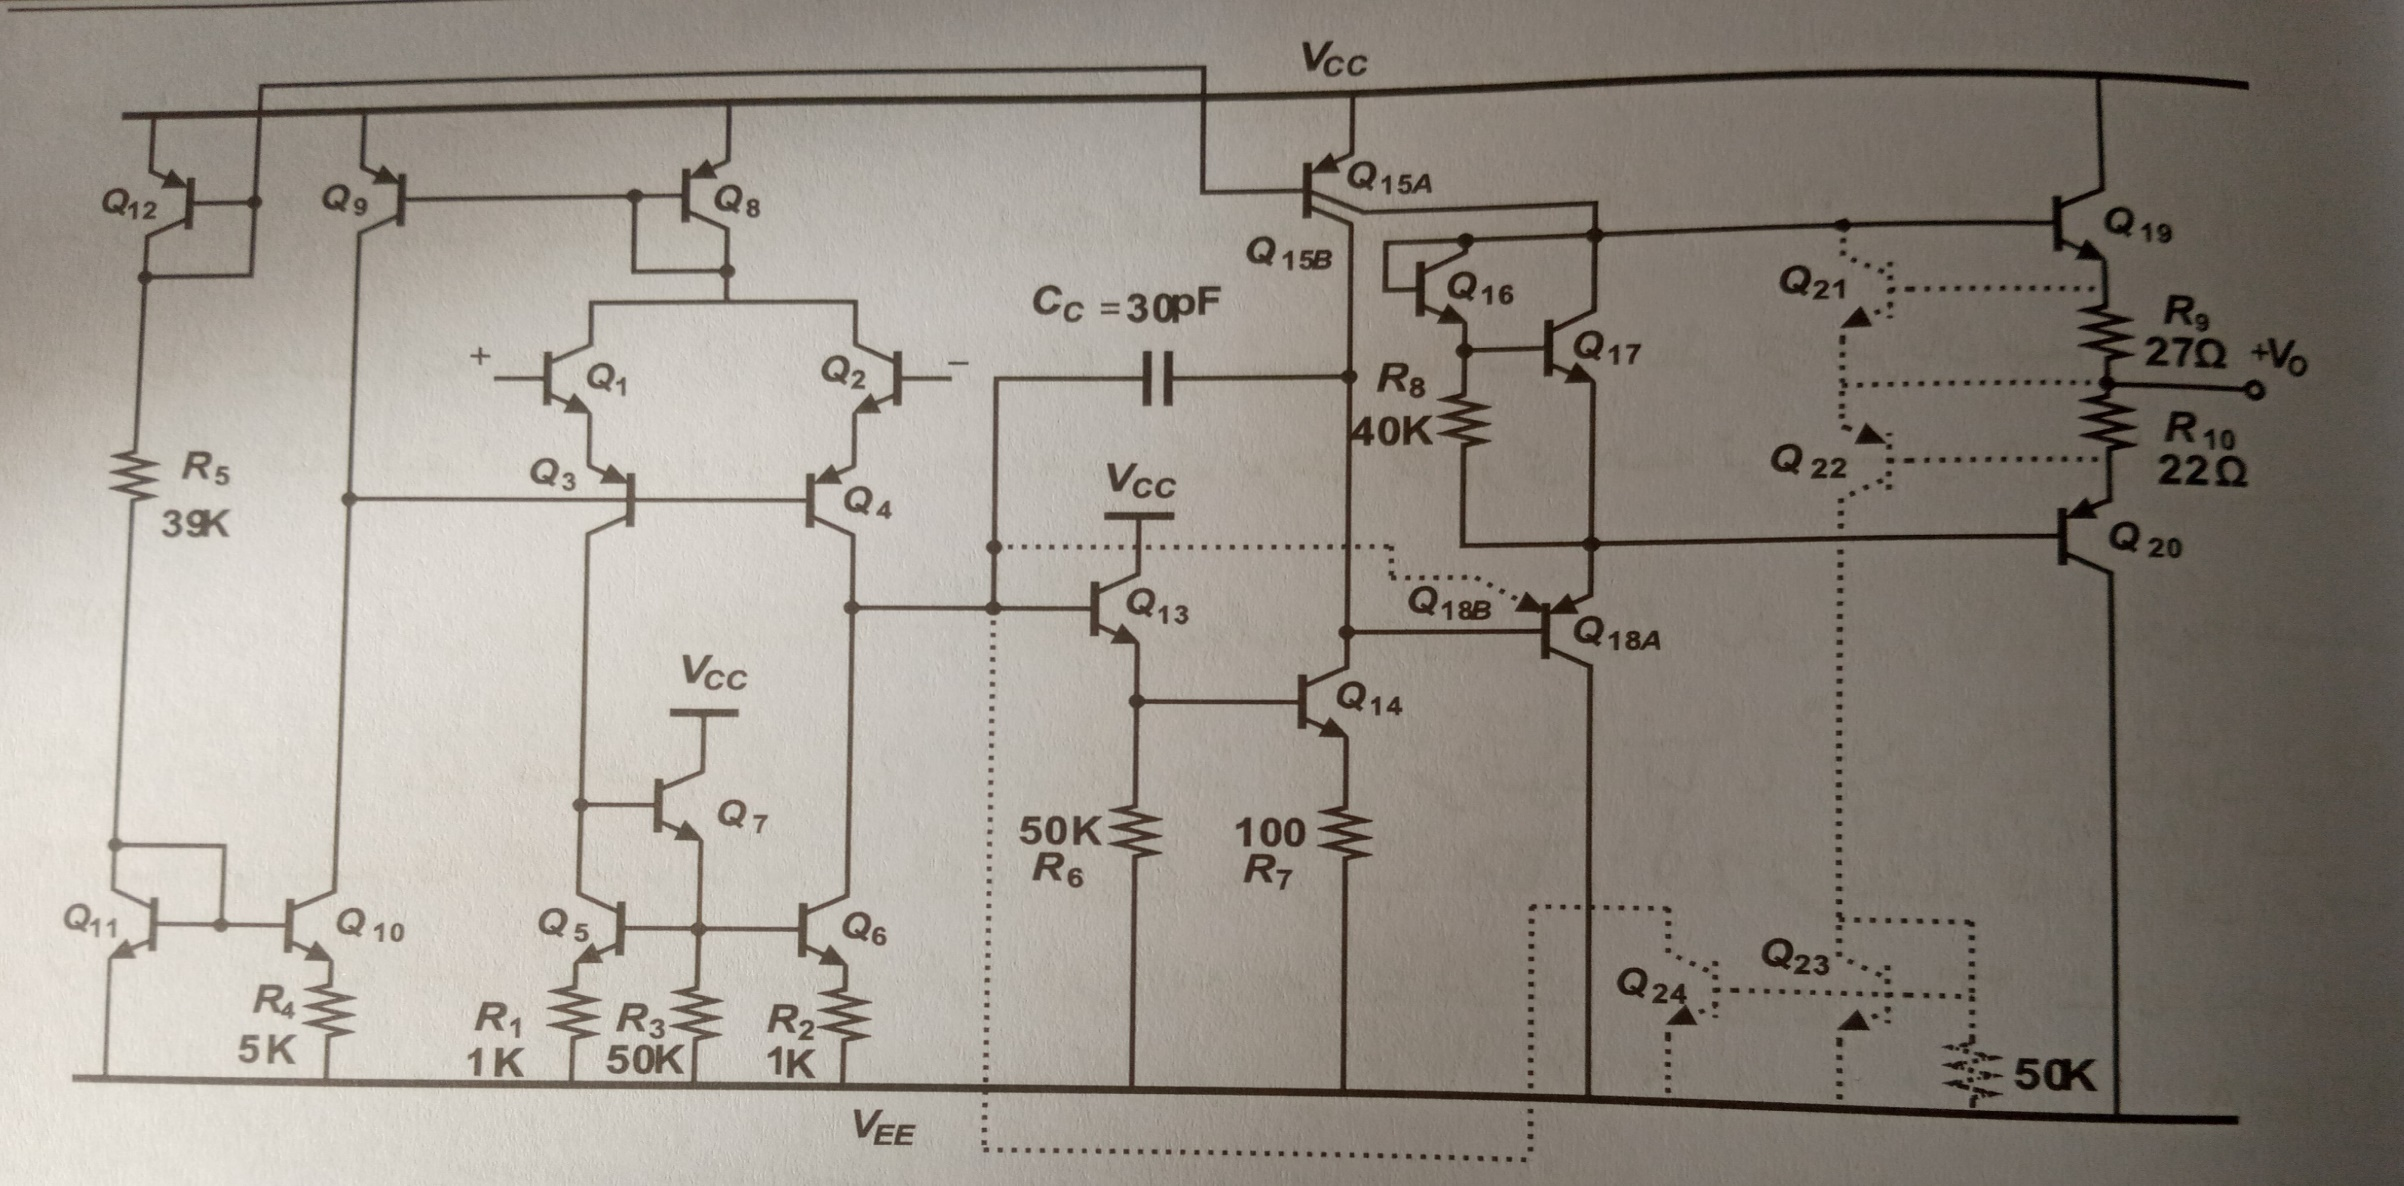 VCC
Q12
Q9
Q8
Q15A
Q15B
Q19
Q16
Q21
CC = 30pF
+
Q1
Q2
−
Q17
R9
27Ω
+VO
R8
40K
R10
22Ω
Q22
R5
39K
Q3
Q4
VCC
Q13
Q18B
Q18A
Q20
VCC
Q14
Q7
50K
R6
100
R7
Q11
Q10
Q5
Q6
Q24
Q23
R4
5K
R1
1K
R3
50K
R2
1K
50K
VEE